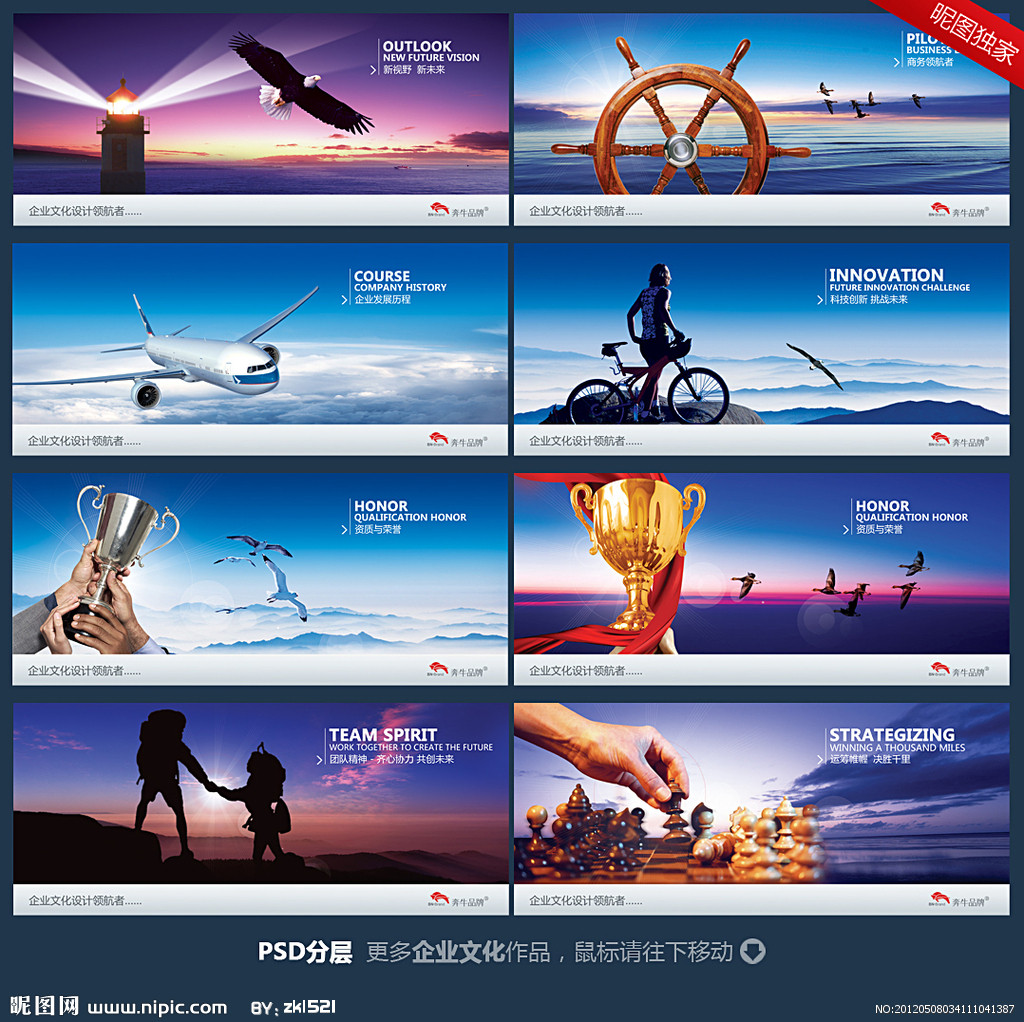 昵图独家
OUTLOOK
NEW FUTURE VISION
新视野 新未来
企业文化设计领航者......
奔牛品牌®
BUSINESS
商务领航者
企业文化设计领航者......
奔牛品牌®
COURSE
COMPANY HISTORY
企业发展历程
企业文化设计领航者......
奔牛品牌®
INNOVATION
FUTURE INNOVATION CHALLENGE
科技创新 挑战未来
企业文化设计领航者......
奔牛品牌®
HONOR
QUALIFICATION HONOR
资质与荣誉
企业文化设计领航者......
奔牛品牌®
HONOR
QUALIFICATION HONOR
资质与荣誉
企业文化设计领航者......
奔牛品牌®
TEAM SPIRIT
WORK TOGETHER TO CREATE THE FUTURE
团队精神 - 齐心协力 共创未来
企业文化设计领航者......
奔牛品牌®
STRATEGIZING
WINNING A THOUSAND MILES
运筹帷幄 决胜千里
企业文化设计领航者......
奔牛品牌®
PSD分层 更多企业文化作品，鼠标请往下移动
昵图网 www.nipic.com BY：zk1521
NO:20120508034111041387